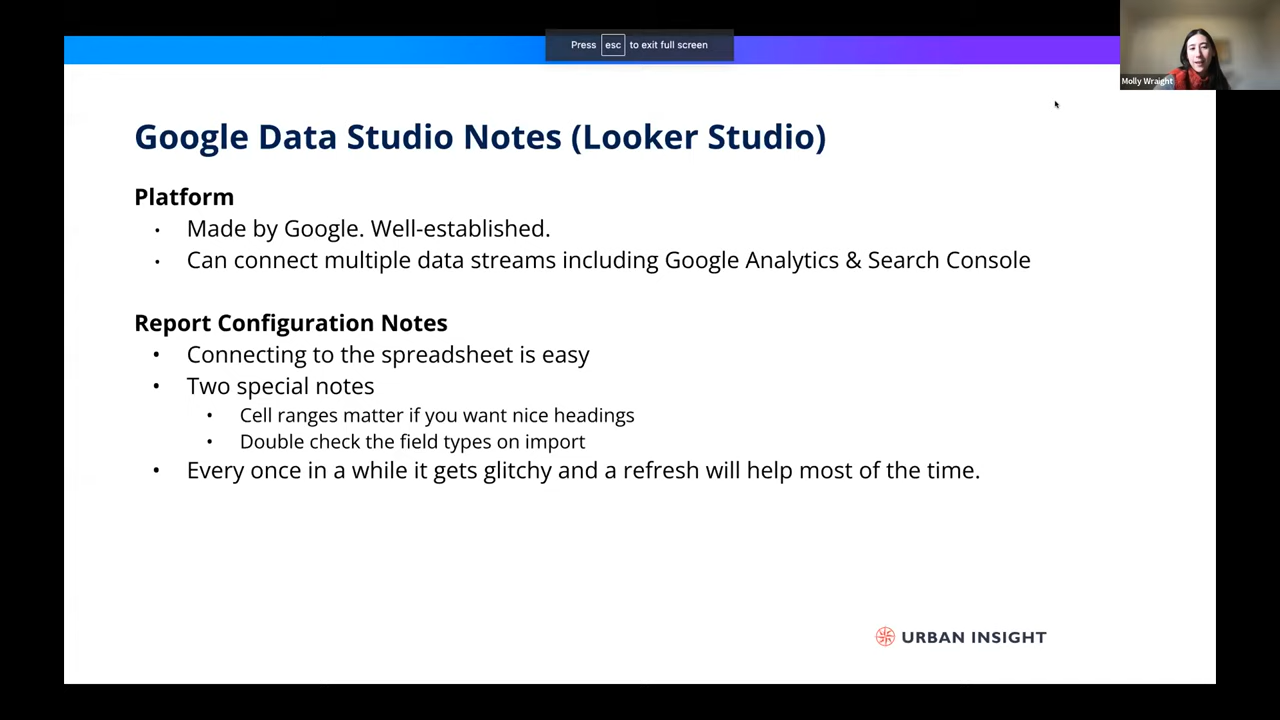 Press esc to exit full screen
Molly Wraight
Google Data Studio Notes (Looker Studio)
Platform
• Made by Google. Well-established.
• Can connect multiple data streams including Google Analytics & Search Console
Report Configuration Notes
• Connecting to the spreadsheet is easy
• Two special notes
• Cell ranges matter if you want nice headings
• Double check the field types on import
• Every once in a while it gets glitchy and a refresh will help most of the time.
URBAN INSIGHT